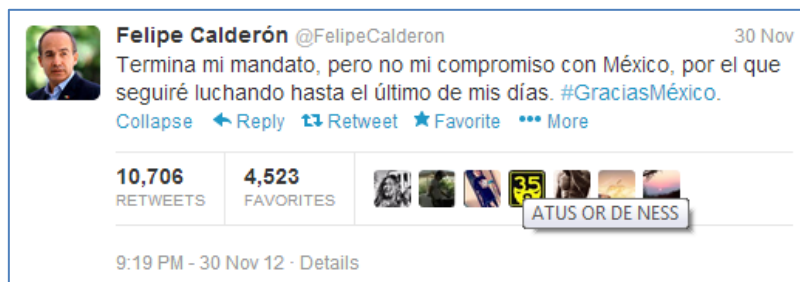 Felipe Calderón @FelipeCalderon 30 Nov
Termina mi mandato, pero no mi compromiso con México, por el que
seguiré luchando hasta el último de mis días. #GraciasMéxico.
Collapse Reply Retweet Favorite More
10,706 4,523
RETWEETS FAVORITES
35
ATUS OR DE NESS
9:19 PM - 30 Nov 12 · Details